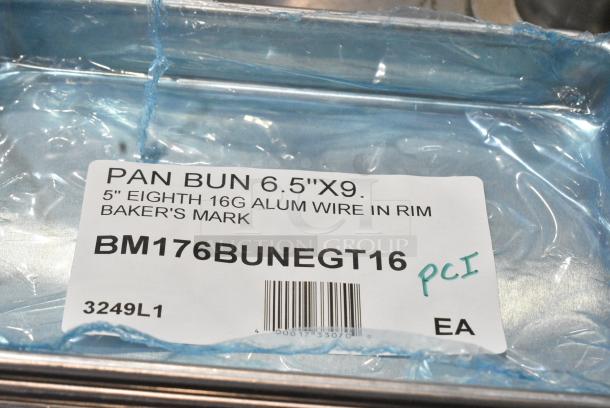 PAN BUN 6.5"X9.
5" EIGHTH 16G ALUM WIRE IN RIM
BAKER'S MARK
BM176BUNEGT16
PCI
3249L1
EA